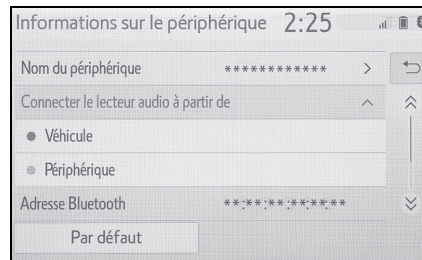 Informations sur le périphérique 2:25
Nom du périphérique ************
Connecter le lecteur audio à partir de
Véhicule
Périphérique
Adresse Bluetooth **:**:**:**:**:**
Par défaut